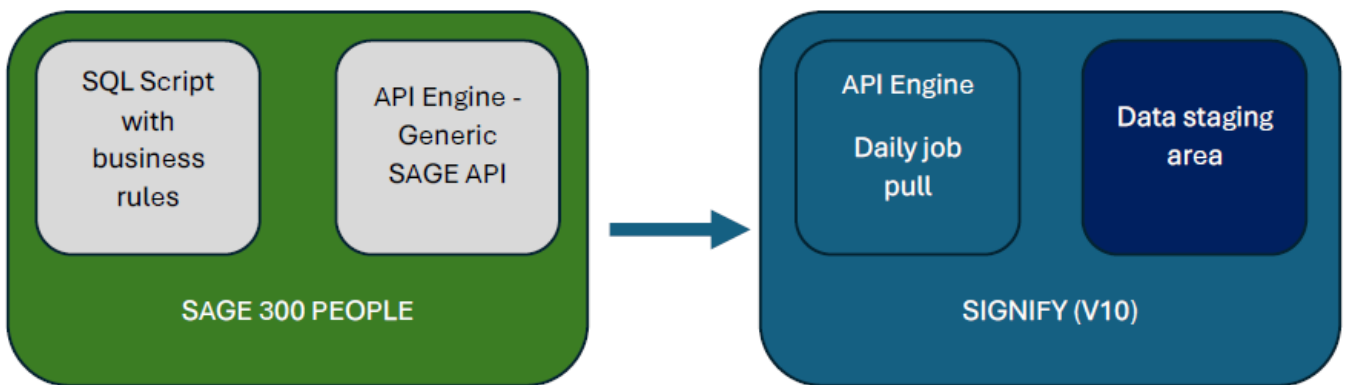 SQL Script
with
business
rules
API Engine -
Generic
SAGE API
SAGE 300 PEOPLE
API Engine
Daily job
pull
Data staging
area
SIGNIFY (V10)